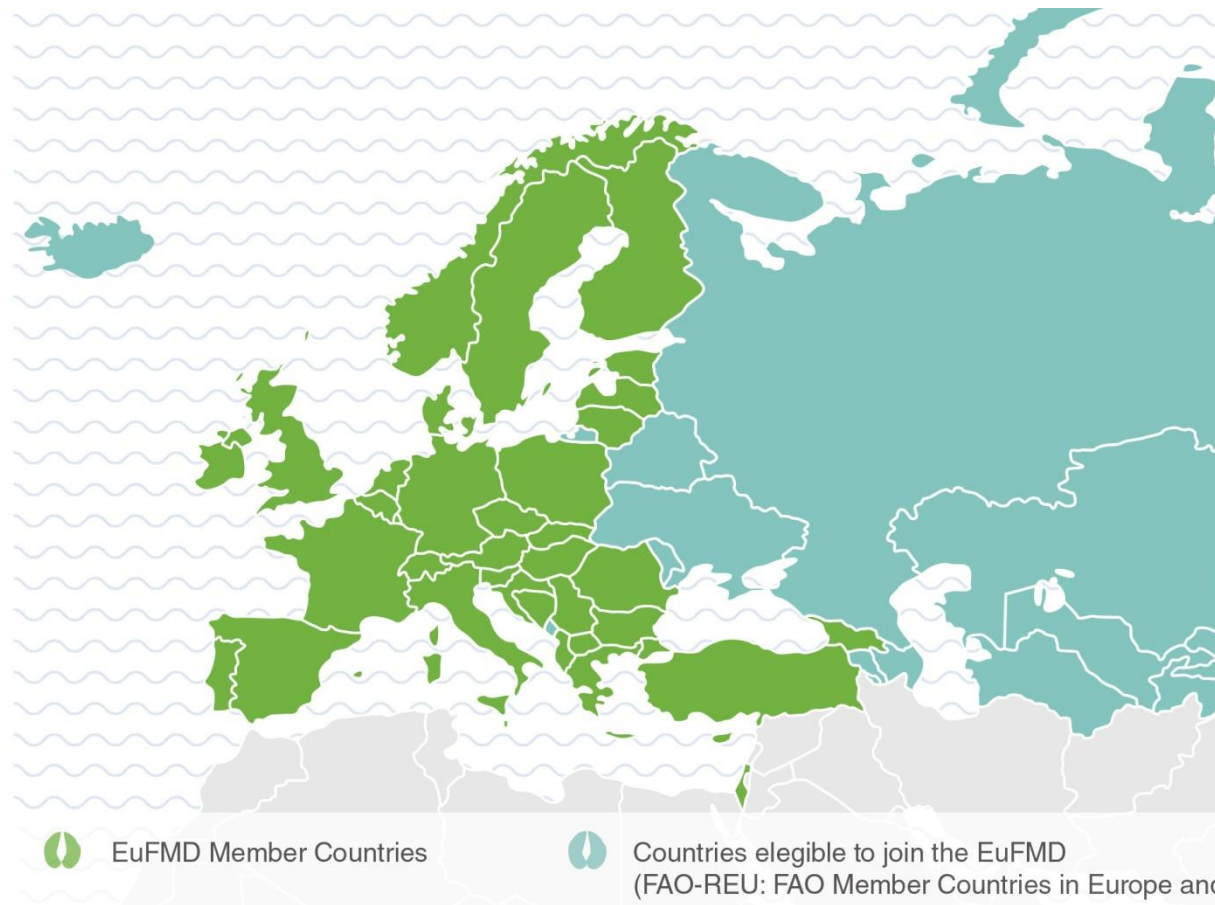 EuFMD Member Countries
Countries elegible to join the EuFMD
(FAO-REU: FAO Member Countries in Europe and